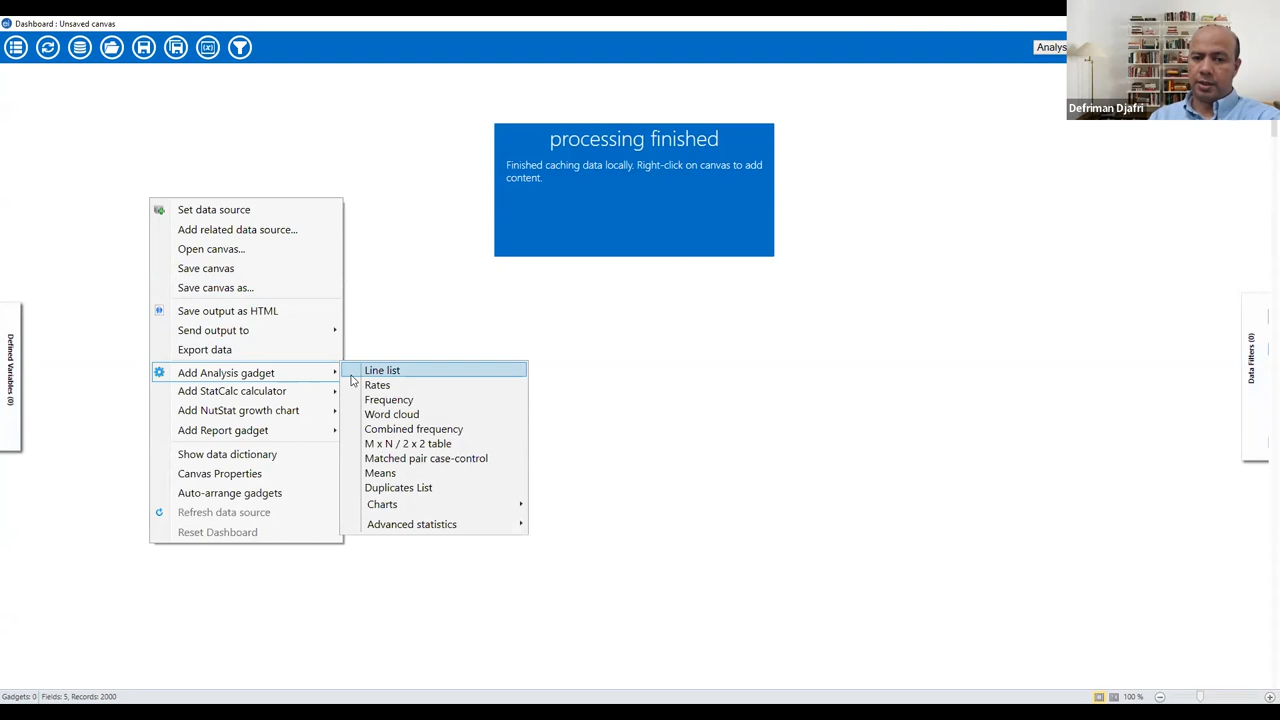 Dashboard : Unsaved canvas
Analys
Defriman Djafri
processing finished
Finished caching data locally. Right-click on canvas to add
content.
Set data source
Add related data source...
Open canvas...
Save canvas
Save canvas as...
Save output as HTML
Send output to
Export data
Add Analysis gadget
Add StatCalc calculator
Add NutStat growth chart
Add Report gadget
Show data dictionary
Canvas Properties
Auto-arrange gadgets
Refresh data source
Reset Dashboard
Line list
Rates
Frequency
Word cloud
Combined frequency
M x N / 2 x 2 table
Matched pair case-control
Means
Duplicates List
Charts
Advanced statistics
Defined Variables (0)
Data Filters (0)
Gadgets: 0
Fields: 5, Records: 2000
100 %